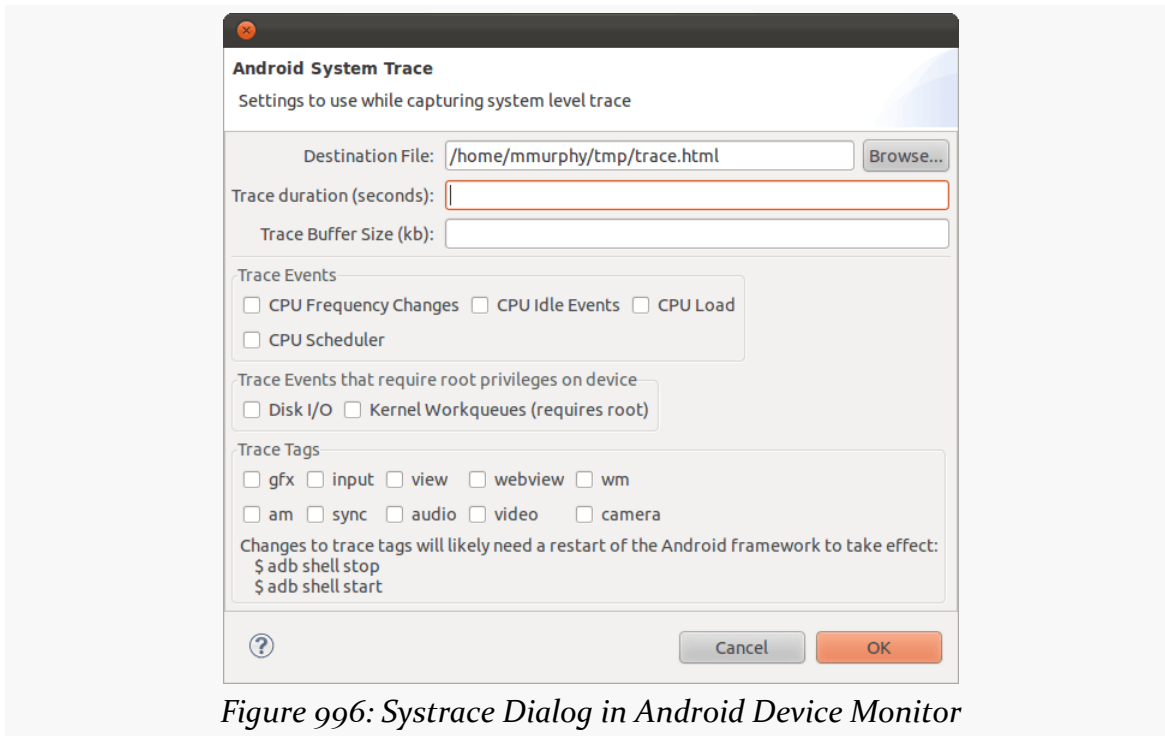 Android System Trace
Settings to use while capturing system level trace
Destination File: /home/mmurphy/tmp/trace.html Browse...
Trace duration (seconds):
Trace Buffer Size (kb):
Trace Events
CPU Frequency Changes CPU Idle Events CPU Load
CPU Scheduler
Trace Events that require root privileges on device
Disk I/O Kernel Workqueues (requires root)
Trace Tags
gfx input view webview wm
am sync audio video camera
Changes to trace tags will likely need a restart of the Android framework to take effect:
$ adb shell stop
$ adb shell start
? Cancel OK
Figure 996: Systrace Dialog in Android Device Monitor